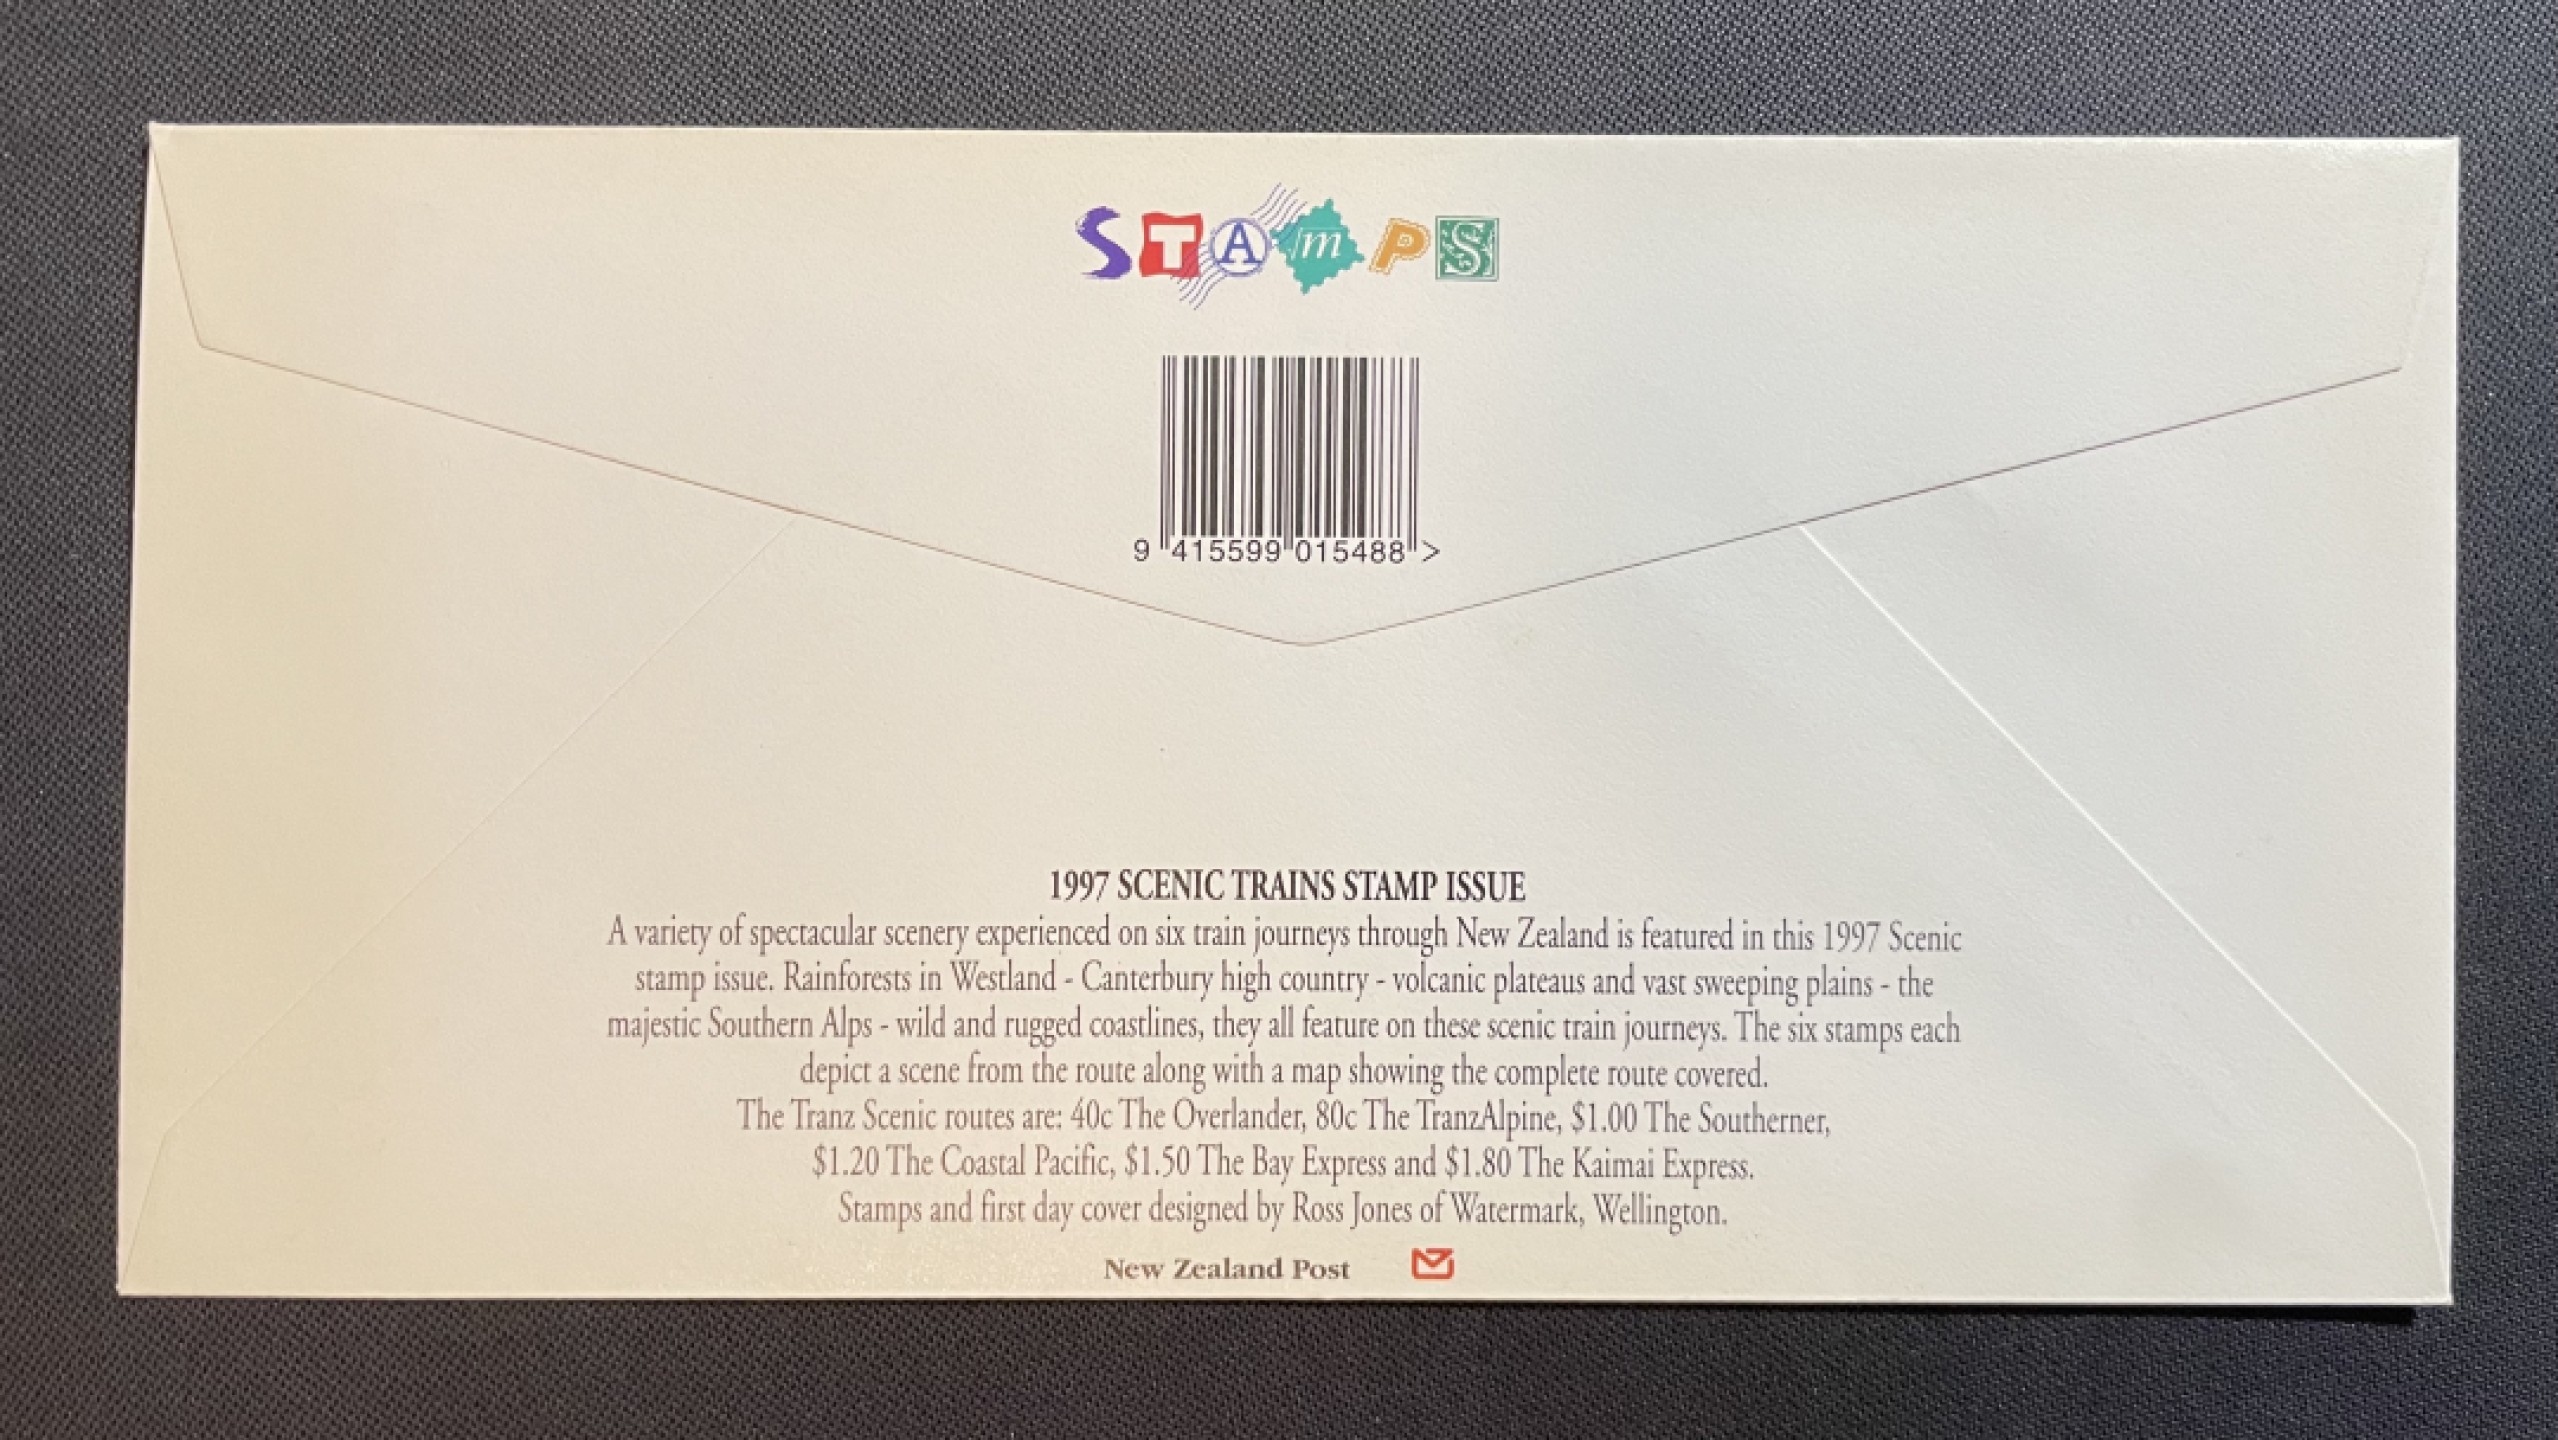 STAmPS
9 415599 015488 >
1997 SCENIC TRAINS STAMP ISSUE
A variety of spectacular scenery experienced on six train journeys through New Zealand is featured in this 1997 Scenic
stamp issue. Rainforests in Westland - Canterbury high country - volcanic plateaus and vast sweeping plains - the
majestic Southern Alps - wild and rugged coastlines, they all feature on these scenic train journeys. The six stamps each
depict a scene from the route along with a map showing the complete route covered.
The Tranz Scenic routes are: 40c The Overlander, 80c The TranzAlpine, $1.00 The Southerner,
$1.20 The Coastal Pacific, $1.50 The Bay Express and $1.80 The Kaimai Express.
Stamps and first day cover designed by Ross Jones of Watermark, Wellington.
New Zealand Post